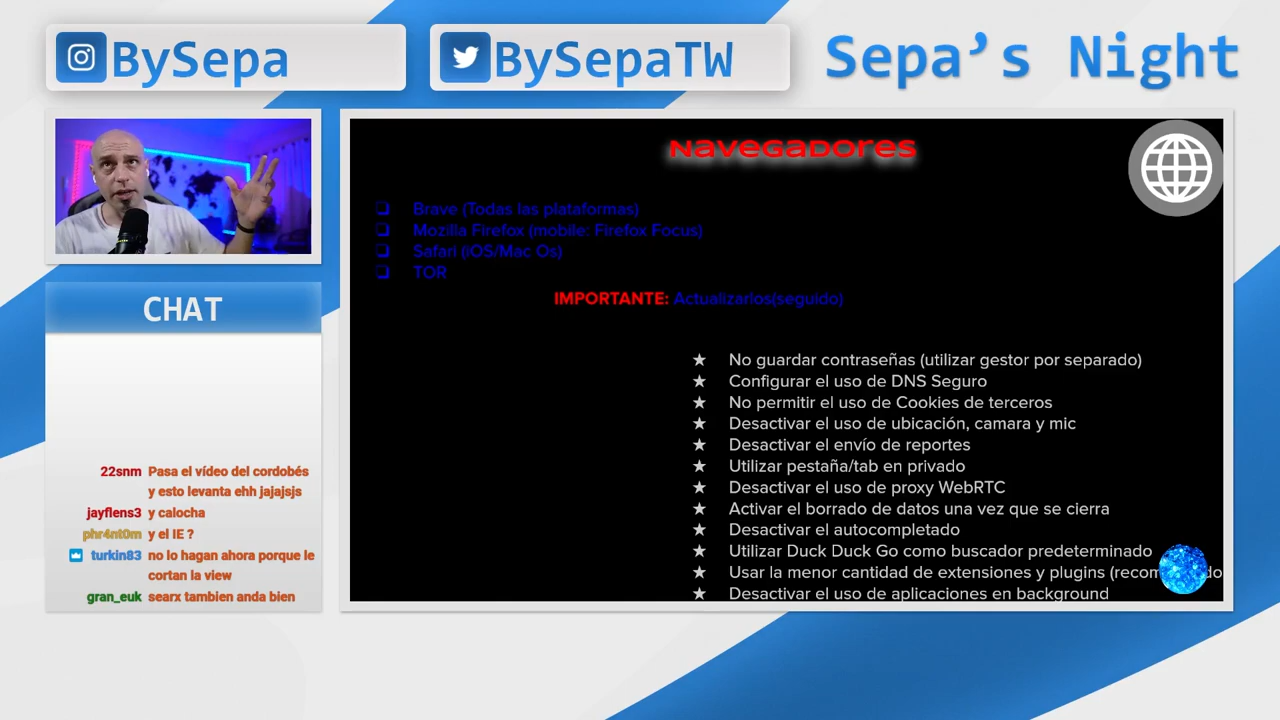 BySepa
BySepaTW
Sepa's Night
Navegadores
Brave (Todas las plataformas)
Mozilla Firefox (mobile: Firefox Focus)
Safari (iOS/Mac Os)
TOR
IMPORTANTE: Actualizarlos(seguido)
No guardar contraseñas (utilizar gestor por separado)
Configurar el uso de DNS Seguro
No permitir el uso de Cookies de terceros
Desactivar el uso de ubicación, camara y mic
Desactivar el envío de reportes
Utilizar pestaña/tab en privado
Desactivar el uso de proxy WebRTC
Activar el borrado de datos una vez que se cierra
Desactivar el autocompletado
Utilizar Duck Duck Go como buscador predeterminado
Usar la menor cantidad de extensiones y plugins
Desactivar el uso de aplicaciones en background
CHAT
22snm Pasa el vídeo del cordobés
y esto levanta ehh jajajsjs
jayflens3 y calocha
phr4nt0m y el IE ?
turkin83 no lo hagan ahora porque le
cortan la view
gran_euk searx tambien anda bien